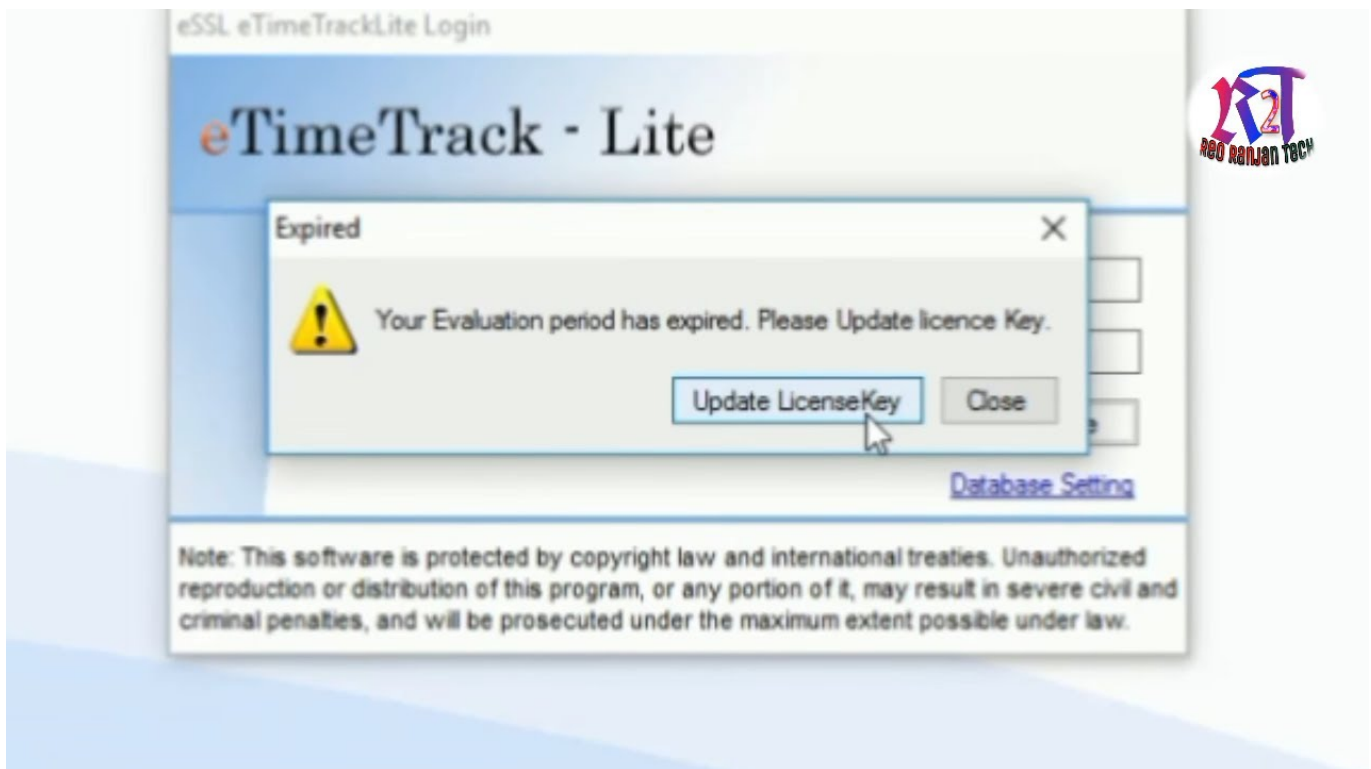 eSSL eTimeTrackLite Login
eTimeTrack - Lite
R2T
REO RANJAN TECH
Expired
Your Evaluation period has expired. Please Update licence Key.
Update LicenseKey
Close
Database Setting
Note: This software is protected by copyright law and international treaties. Unauthorized
reproduction or distribution of this program, or any portion of it, may result in severe civil and
criminal penalties, and will be prosecuted under the maximum extent possible under law.